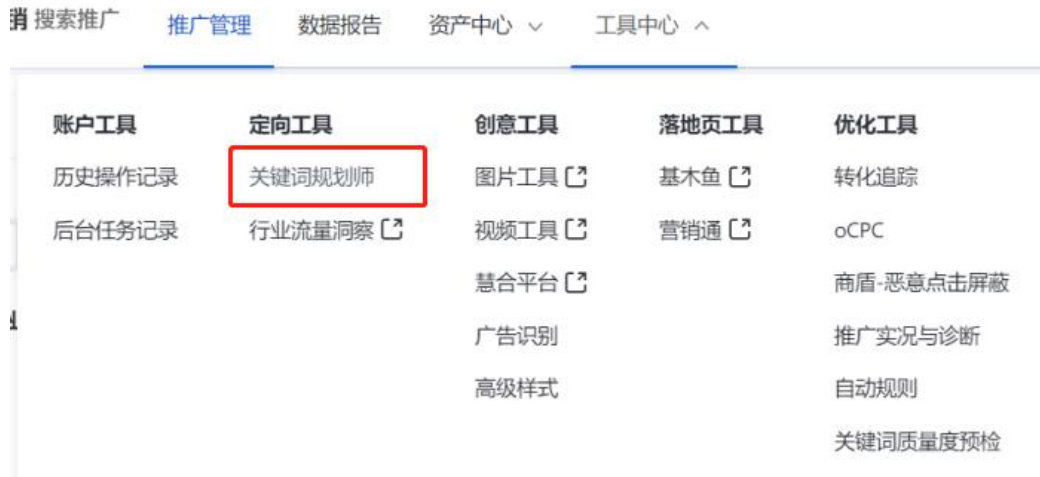 销 搜索推广 推广管理 数据报告 资产中心 工具中心
账户工具 定向工具 创意工具 落地页工具 优化工具
历史操作记录 关键词规划师 图片工具 基木鱼 转化追踪
后台任务记录 行业流量洞察 视频工具 营销通 oCPC
慧合平台 商盾-恶意点击屏蔽
广告识别 推广实况与诊断
高级样式 自动规则
关键词质量度预检